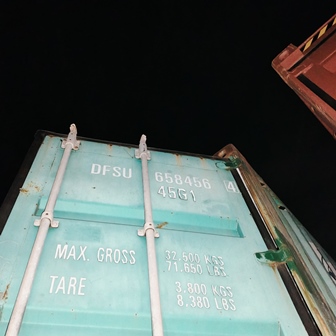 DFSU 658456 4
45G1
MAX. GROSS 32.500 KGS
71.650 LBS
TARE 3.800 KGS
8.380 LBS